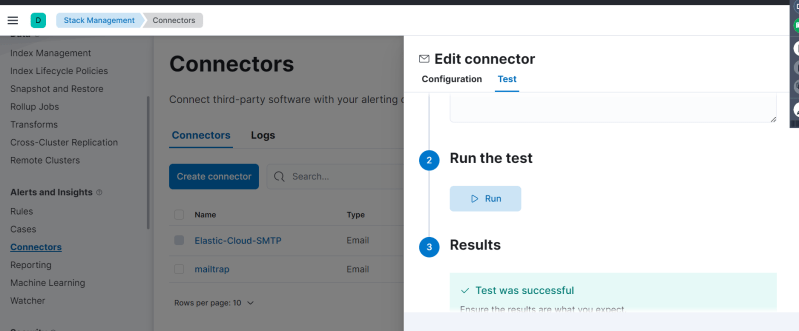 D Stack Management Connectors
Index Management
Index Lifecycle Policies
Snapshot and Restore
Rollup Jobs
Transforms
Cross-Cluster Replication
Remote Clusters
Alerts and Insights
Rules
Cases
Connectors
Reporting
Machine Learning
Watcher
Connectors
Connect third-party software with your alerting
Connectors Logs
Create connector Search...
Name Type
Elastic-Cloud-SMTP Email
mailtrap Email
Rows per page: 10
Edit connector
Configuration Test
2 Run the test
Run
3 Results
Test was successful
Ensure the results are what you expect.